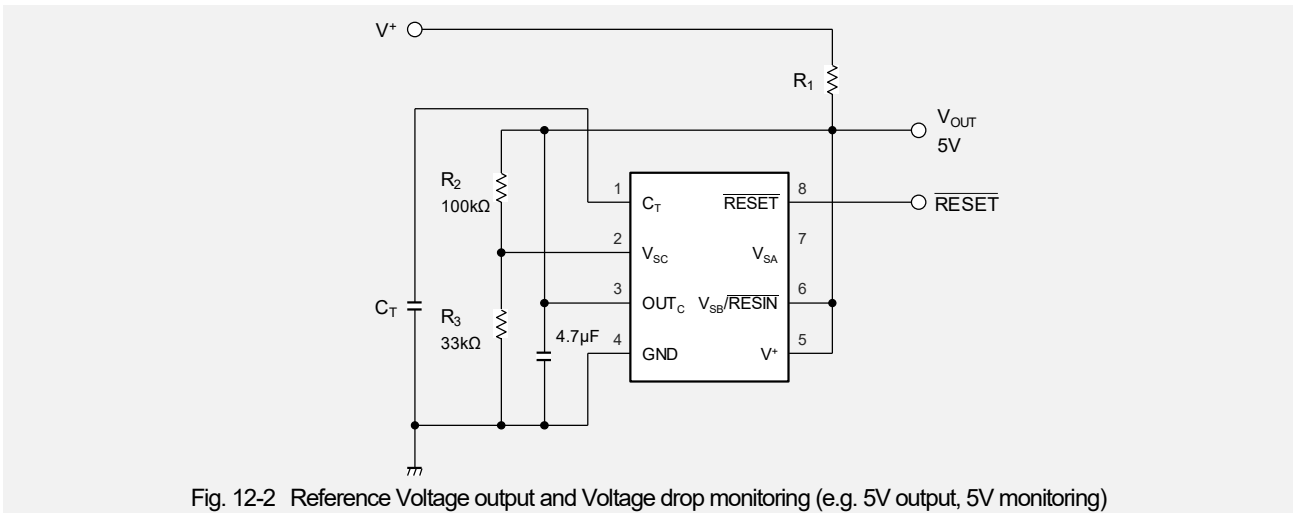 V⁺
R₁
V_OUT
5V
R₂
100kΩ
1
C_T
RESET
8
RESET
2
V_SC
V_SA
7
C_T
R₃
33kΩ
3
OUT_C
V_SB/RESIN
6
4.7µF
4
GND
V⁺
5
Fig. 12-2 Reference Voltage output and Voltage drop monitoring (e.g. 5V output, 5V monitoring)